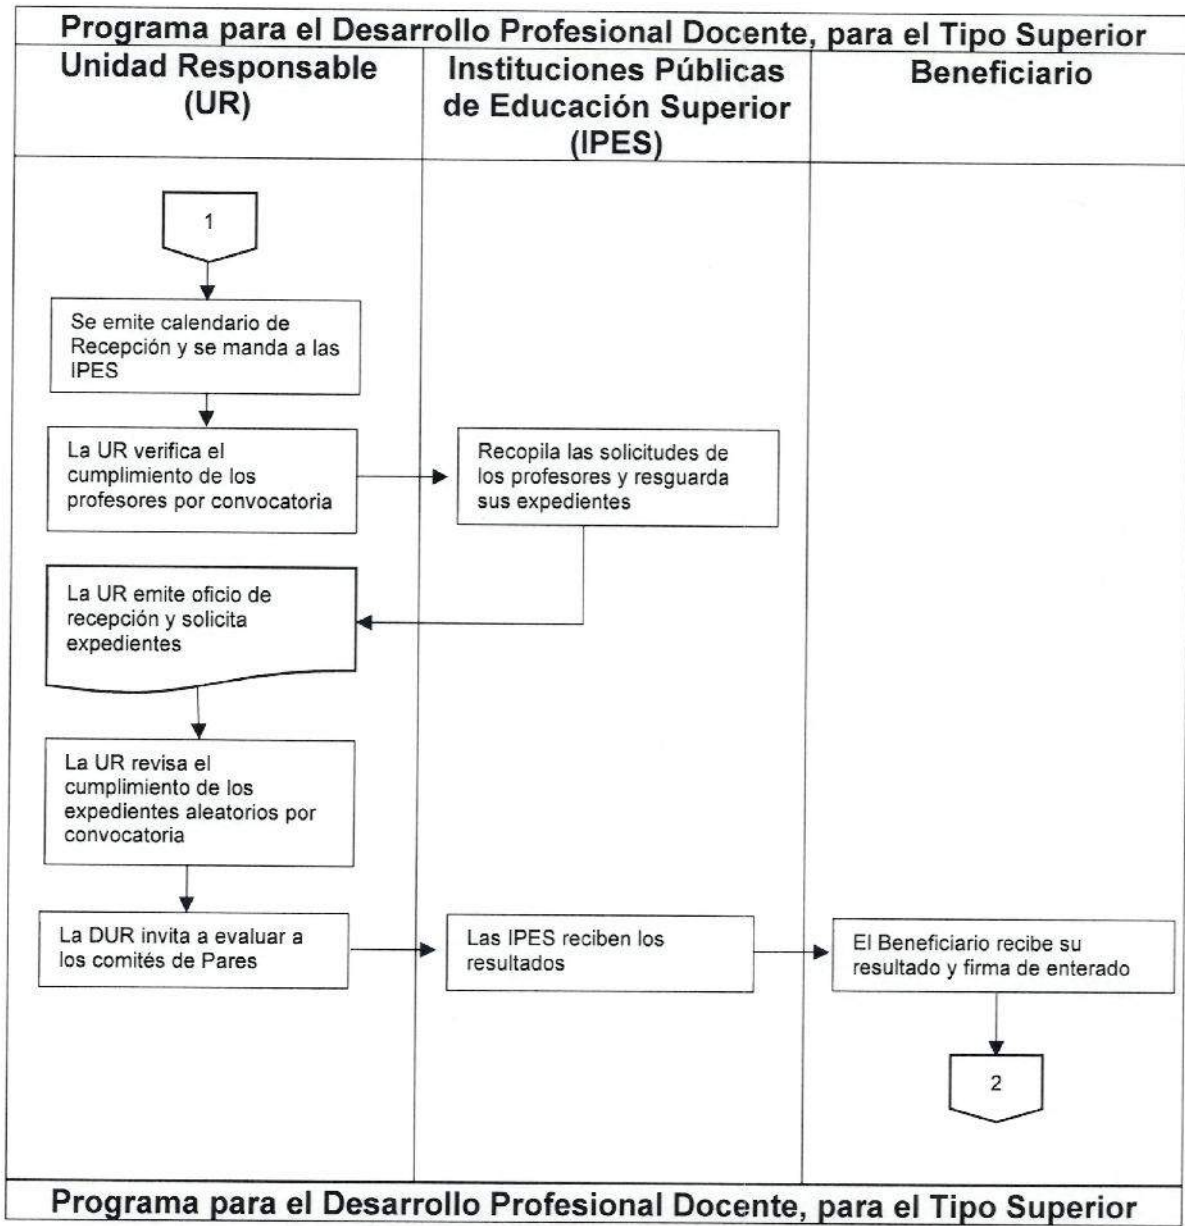 Programa para el Desarrollo Profesional Docente, para el Tipo Superior
Unidad Responsable
(UR)
Instituciones Públicas
de Educación Superior
(IPES)
Beneficiario
1
Se emite calendario de
Recepción y se manda a las
IPES
La UR verifica el
cumplimiento de los
profesores por convocatoria
Recopila las solicitudes de
los profesores y resguarda
sus expedientes
La UR emite oficio de
recepción y solicita
expedientes
La UR revisa el
cumplimiento de los
expedientes aleatorios por
convocatoria
La DUR invita a evaluar a
los comités de Pares
Las IPES reciben los
resultados
El Beneficiario recibe su
resultado y firma de enterado
2
Programa para el Desarrollo Profesional Docente, para el Tipo Superior